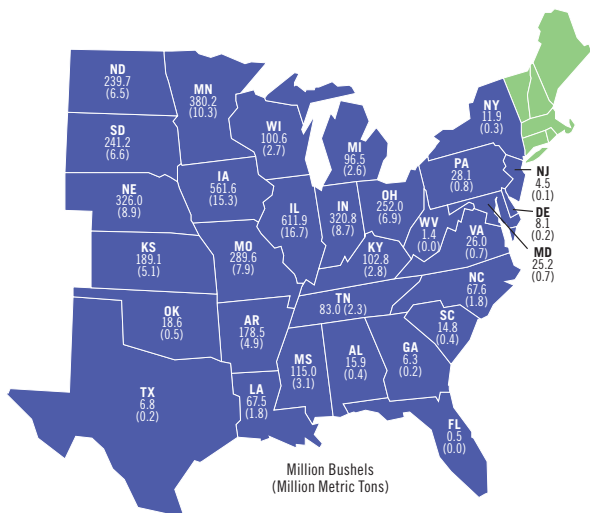 ND
239.7
(6.5)
MN
380.2
(10.3)
WI
100.6
(2.7)
MI
96.5
(2.6)
NY
11.9
(0.3)
SD
241.2
(6.6)
PA
28.1
(0.8)
NJ
4.5
(0.1)
NE
326.0
(8.9)
IA
561.6
(15.3)
IL
611.9
(16.7)
IN
320.8
(8.7)
OH
252.0
(6.9)
WV
1.4
(0.0)
DE
8.1
(0.2)
VA
26.0
(0.7)
MD
25.2
(0.7)
KS
189.1
(5.1)
MO
289.6
(7.9)
KY
102.8
(2.8)
NC
67.6
(1.8)
TN
83.0 (2.3)
OK
18.6
(0.5)
AR
178.5
(4.9)
SC
14.8
(0.4)
MS
115.0
(3.1)
AL
15.9
(0.4)
GA
6.3
(0.2)
TX
6.8
(0.2)
LA
67.5
(1.8)
FL
0.5
(0.0)
Million Bushels
(Million Metric Tons)